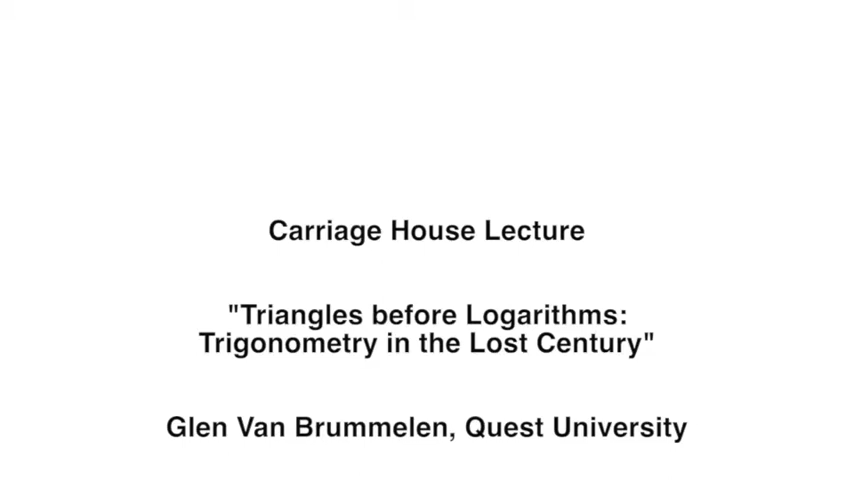 Carriage House Lecture
"Triangles before Logarithms:
Trigonometry in the Lost Century"
Glen Van Brummelen, Quest University